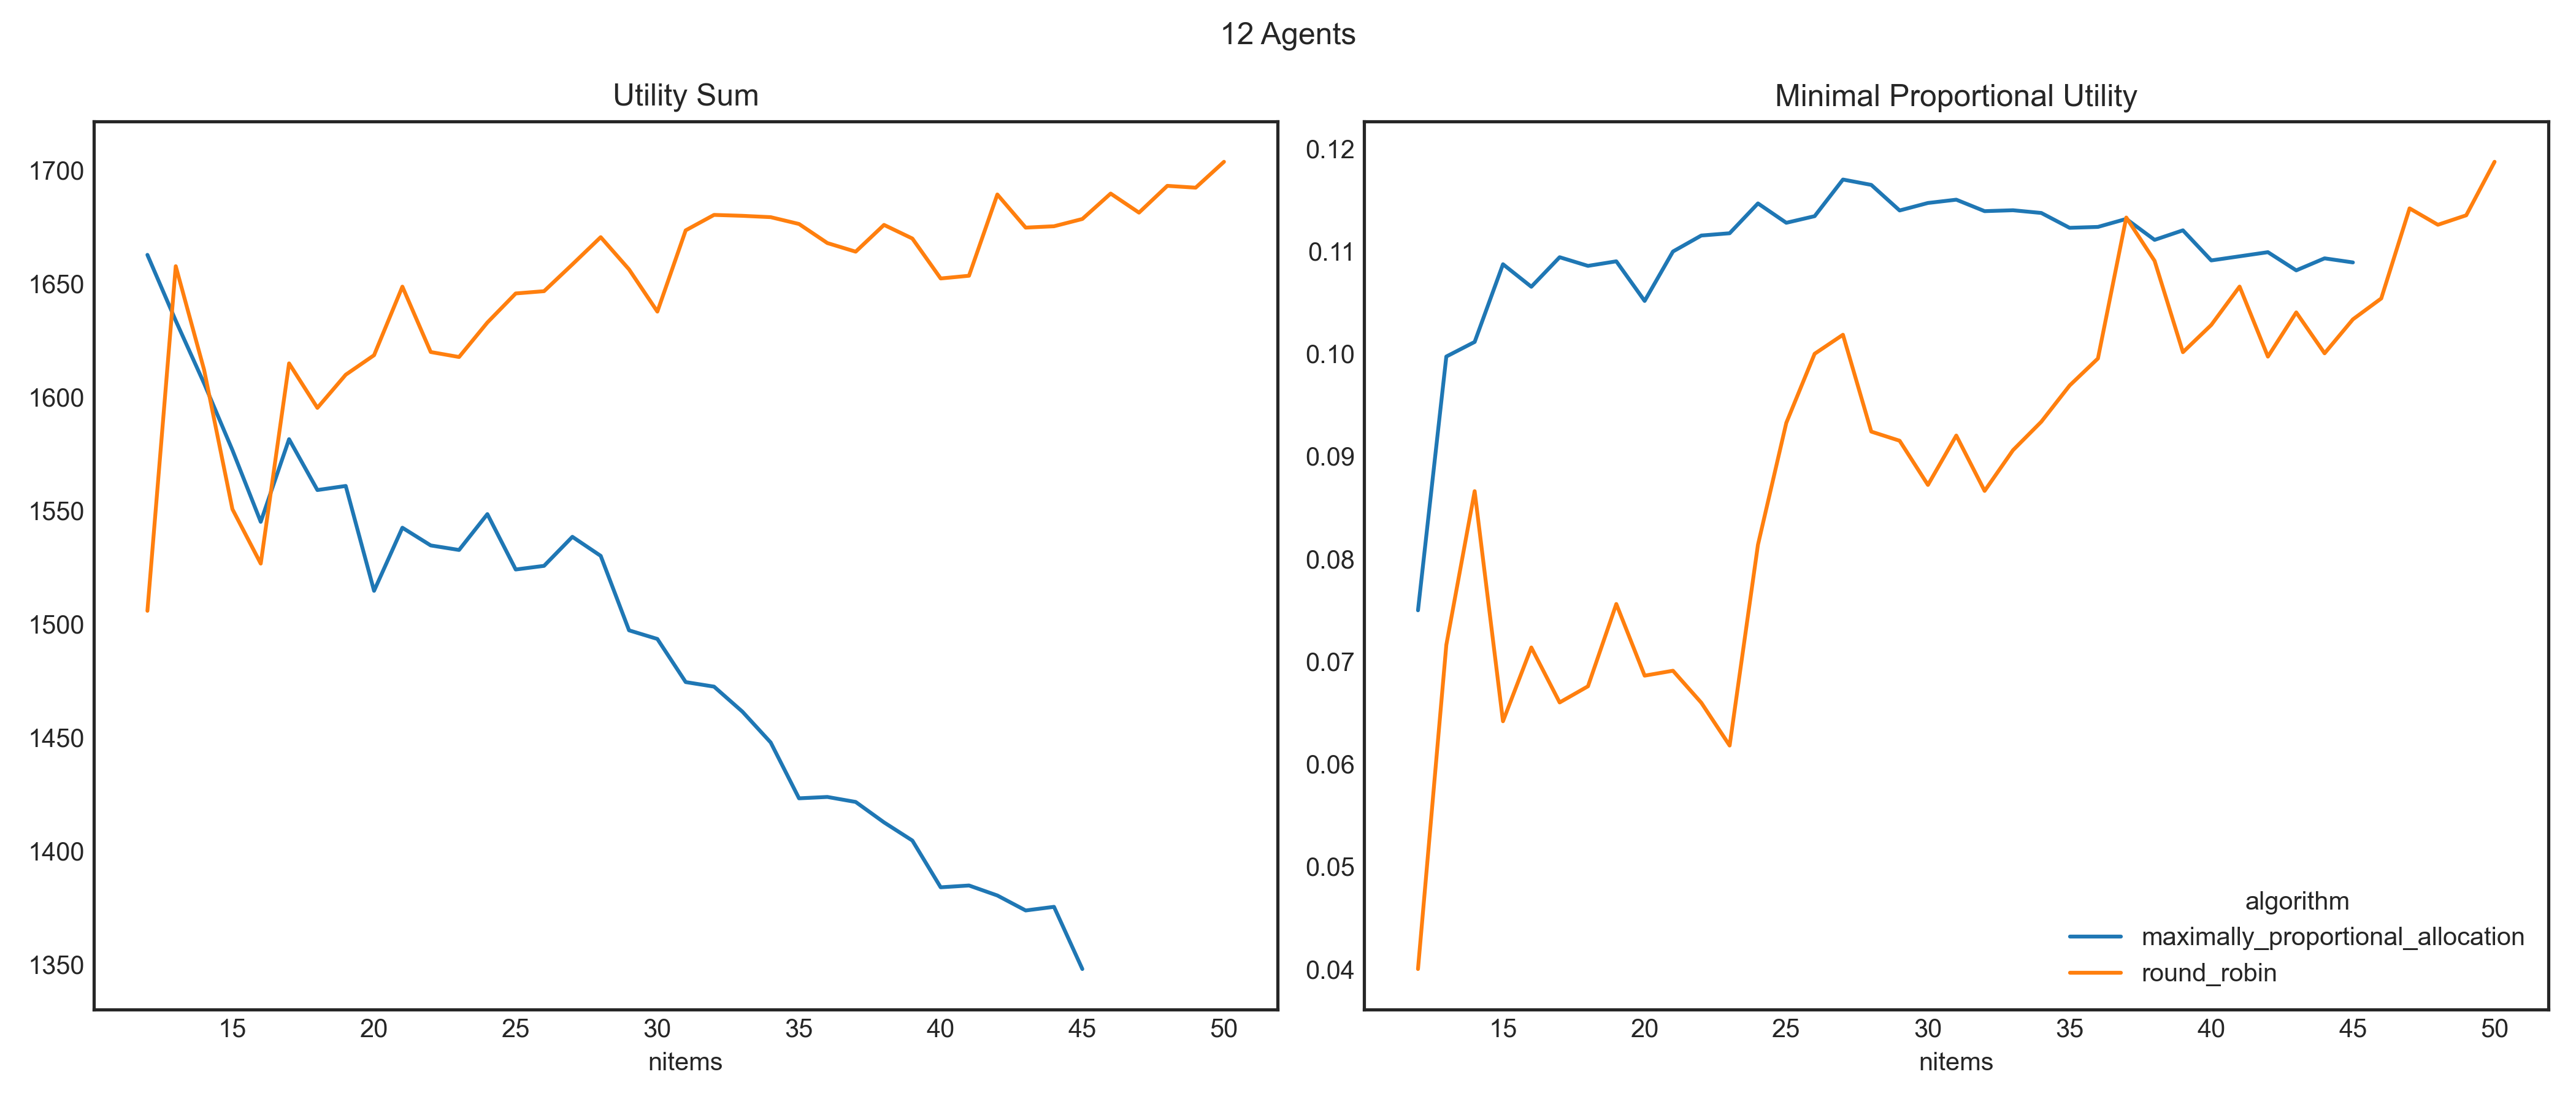 12 Agents
Utility Sum
1700
1650
1600
1550
1500
1450
1400
1350
15 20 25 30 35 40 45 50
nitems
Minimal Proportional Utility
0.12
0.11
0.10
0.09
0.08
0.07
0.06
0.05
0.04
15 20 25 30 35 40 45 50
nitems
algorithm
maximally_proportional_allocation
round_robin